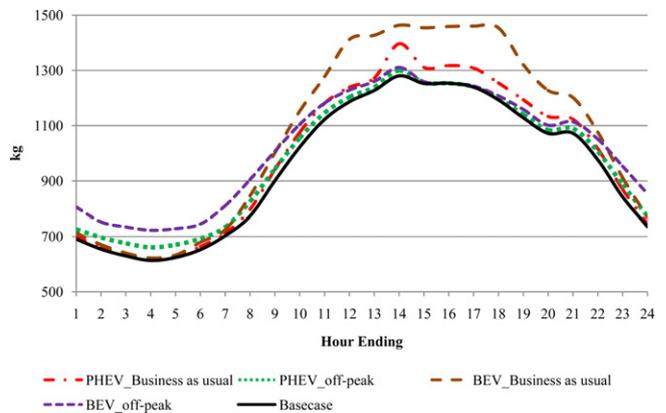 1500
1300
1100
900
700
500
kg
1 2 3 4 5 6 7 8 9 10 11 12 13 14 15 16 17 18 19 20 21 22 23 24
Hour Ending
PHEV_Business as usual PHEV_off-peak BEV_Business as usual
BEV_off-peak Basecase